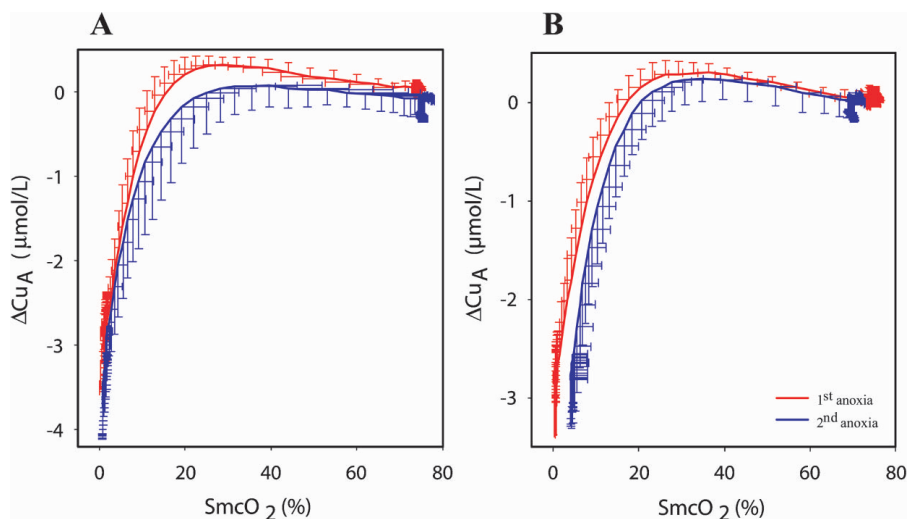 A
0
-1
-2
-3
-4
ΔCuA (μmol/L)
0 20 40 60 80
SmcO2 (%)
B
0
-1
-2
-3
ΔCuA (μmol/L)
0 20 40 60 80
SmcO2 (%)
1st anoxia
2nd anoxia